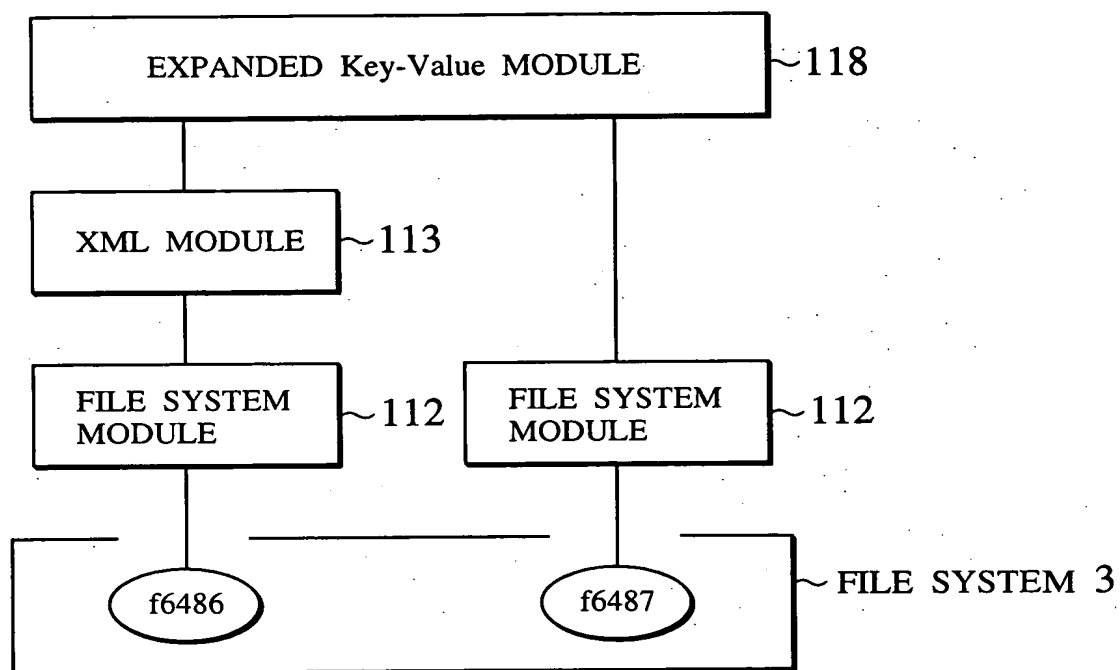 EXPANDED Key-Value MODULE
118
XML MODULE
113
FILE SYSTEM
MODULE
112
FILE SYSTEM
MODULE
112
f6486
f6487
FILE SYSTEM 3